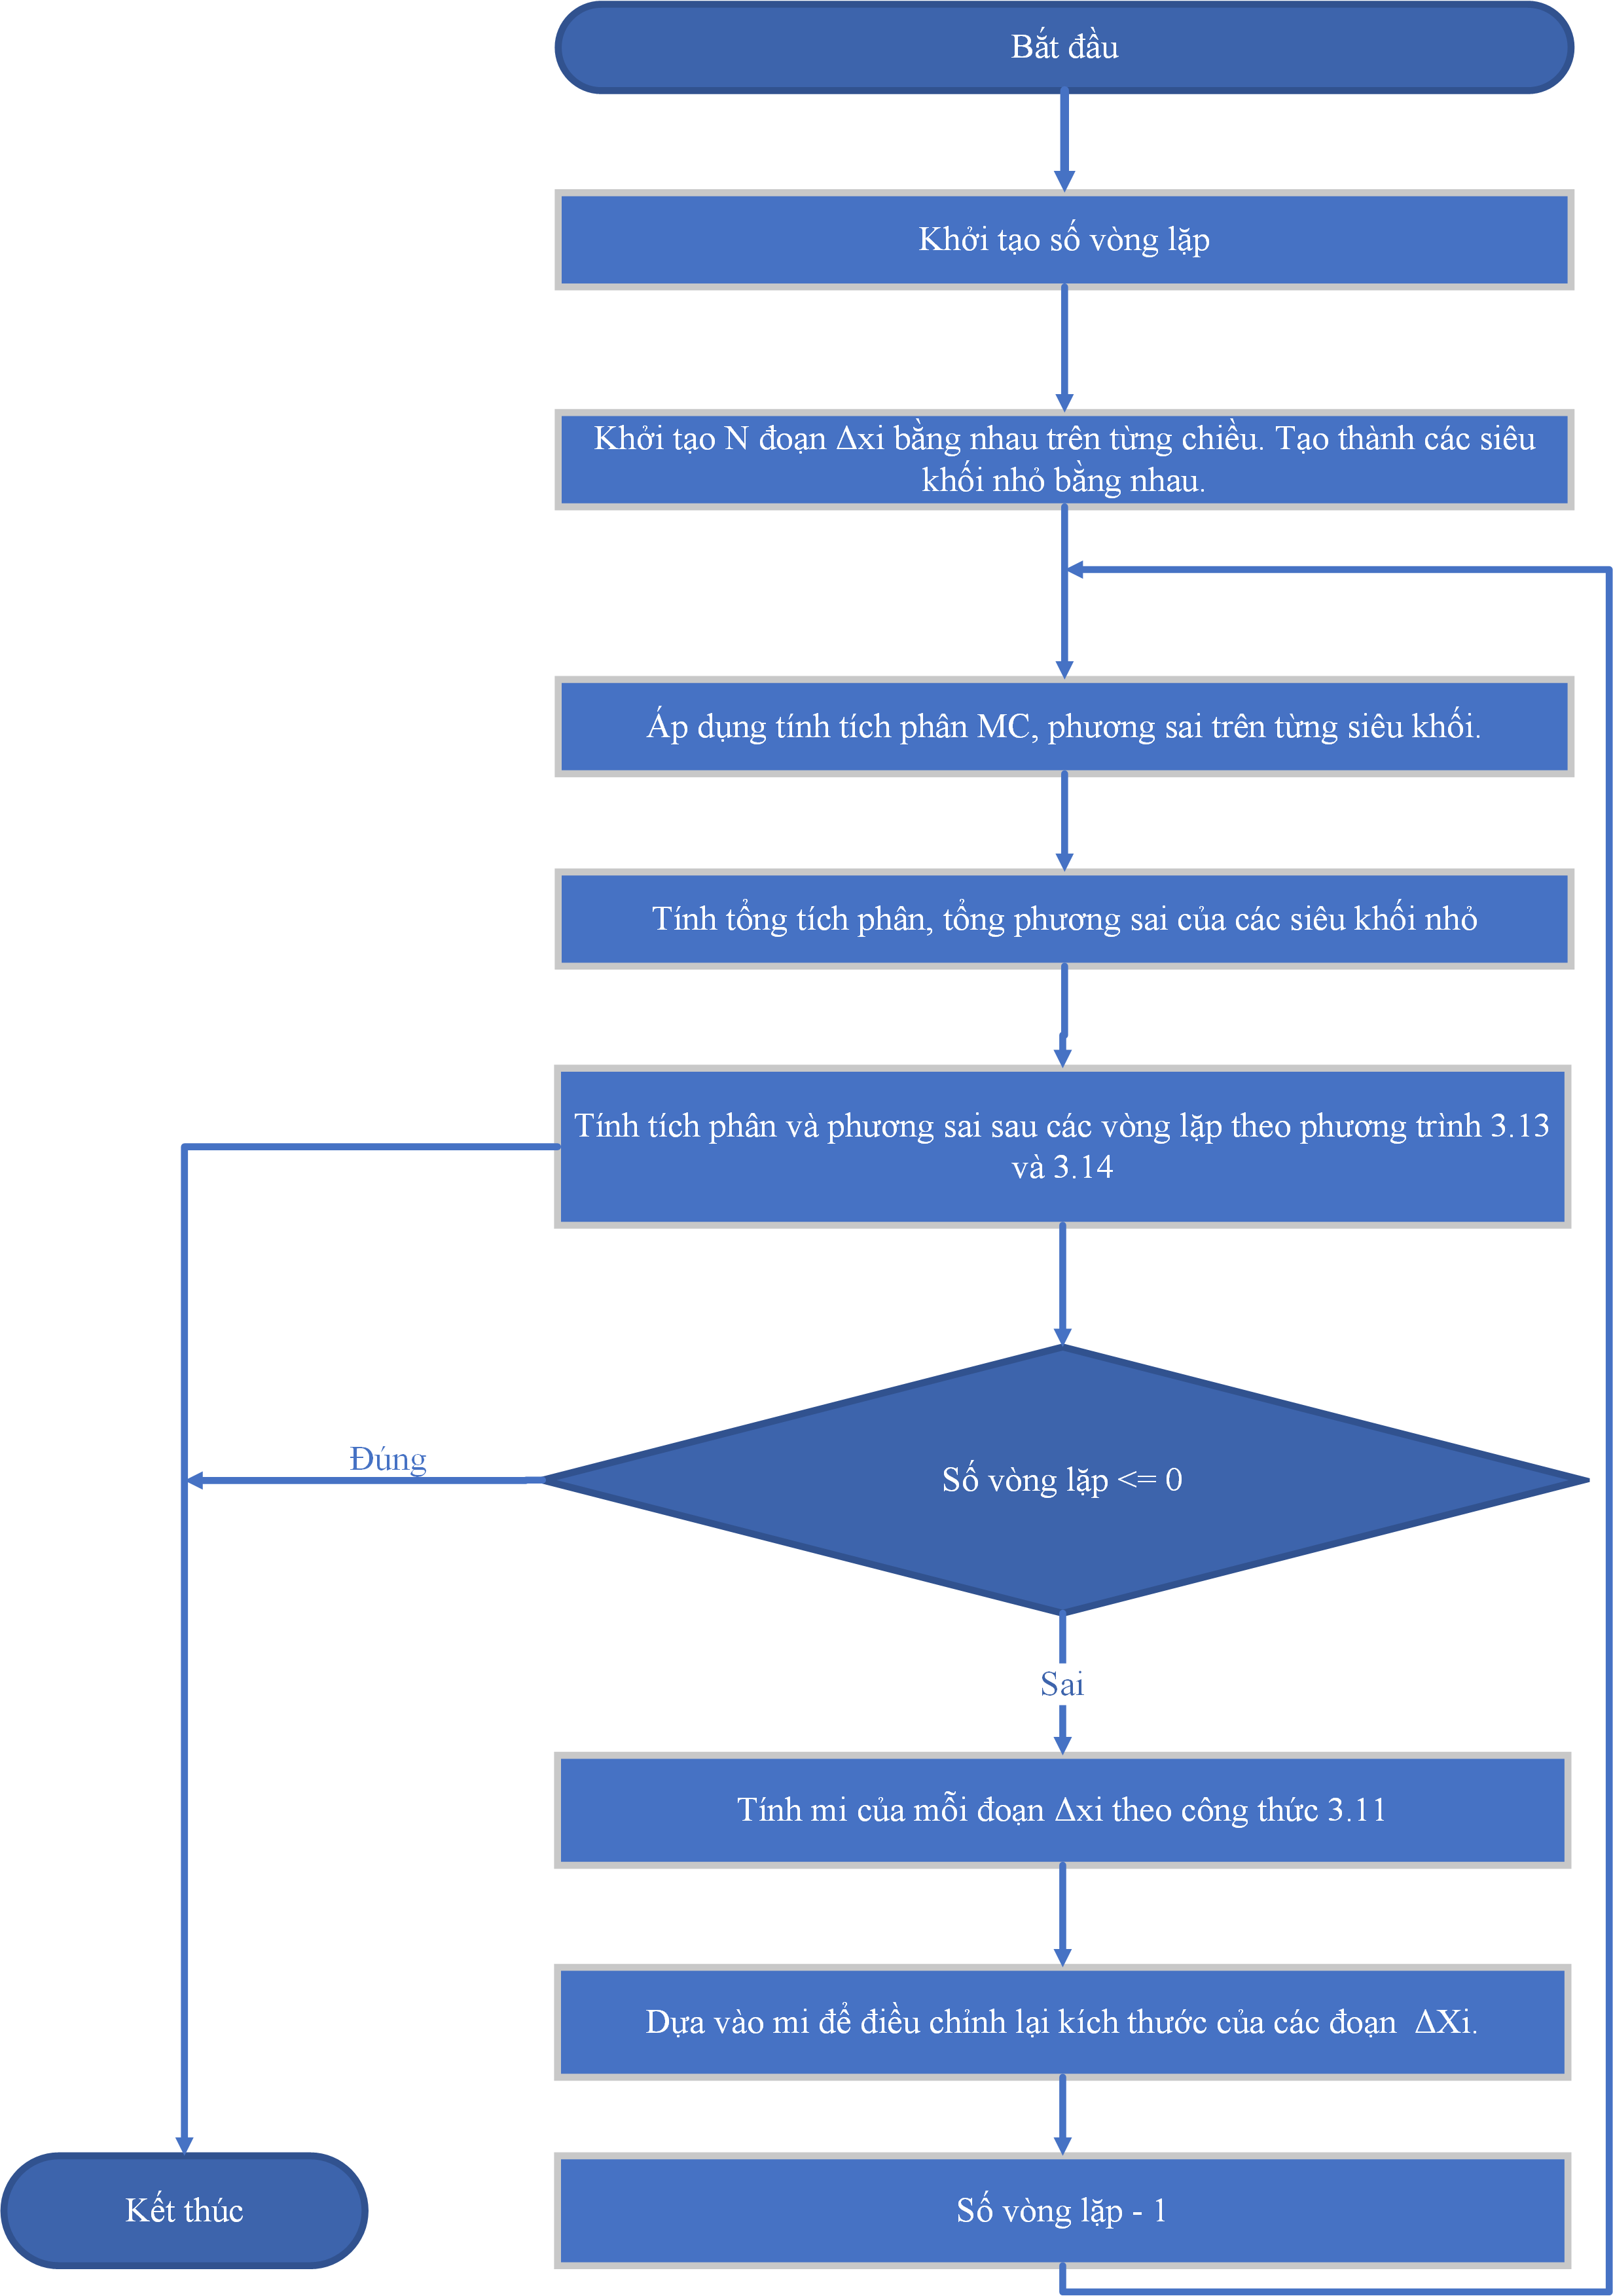 Bắt đầu
Khởi tạo số vòng lặp
Khởi tạo N đoạn Δxi bằng nhau trên từng chiều. Tạo thành các siêu
khối nhỏ bằng nhau.
Áp dụng tính tích phân MC, phương sai trên từng siêu khối.
Tính tổng tích phân, tổng phương sai của các siêu khối nhỏ
Tính tích phân và phương sai sau các vòng lặp theo phương trình 3.13
và 3.14
Đúng
Số vòng lặp <= 0
Sai
Tính mi của mỗi đoạn Δxi theo công thức 3.11
Dựa vào mi để điều chỉnh lại kích thước của các đoạn ΔXi.
Kết thúc
Số vòng lặp - 1